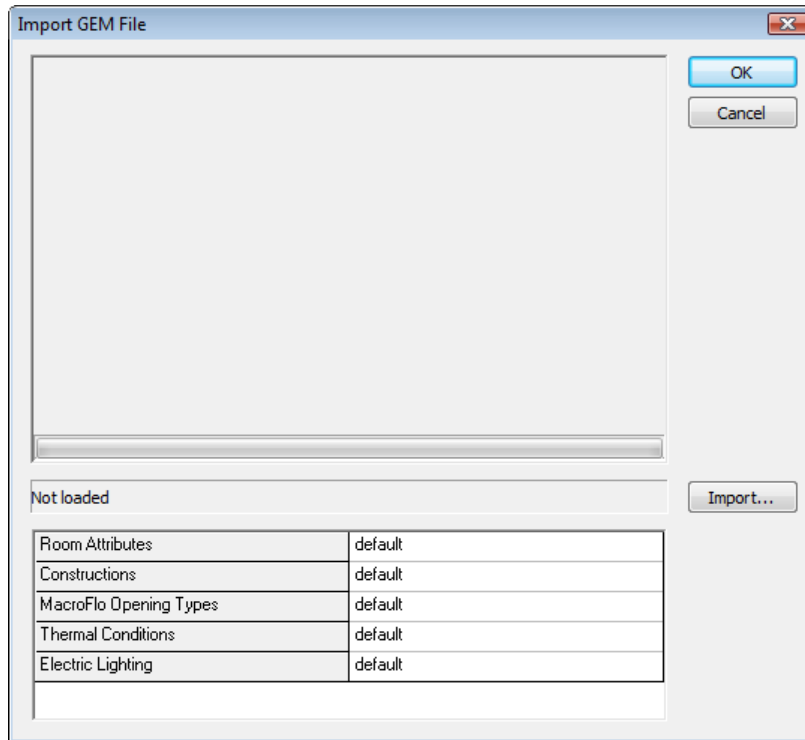 Import GEM File
OK
Cancel
Not loaded
Import...
Room Attributes default
Constructions default
MacroFlo Opening Types default
Thermal Conditions default
Electric Lighting default